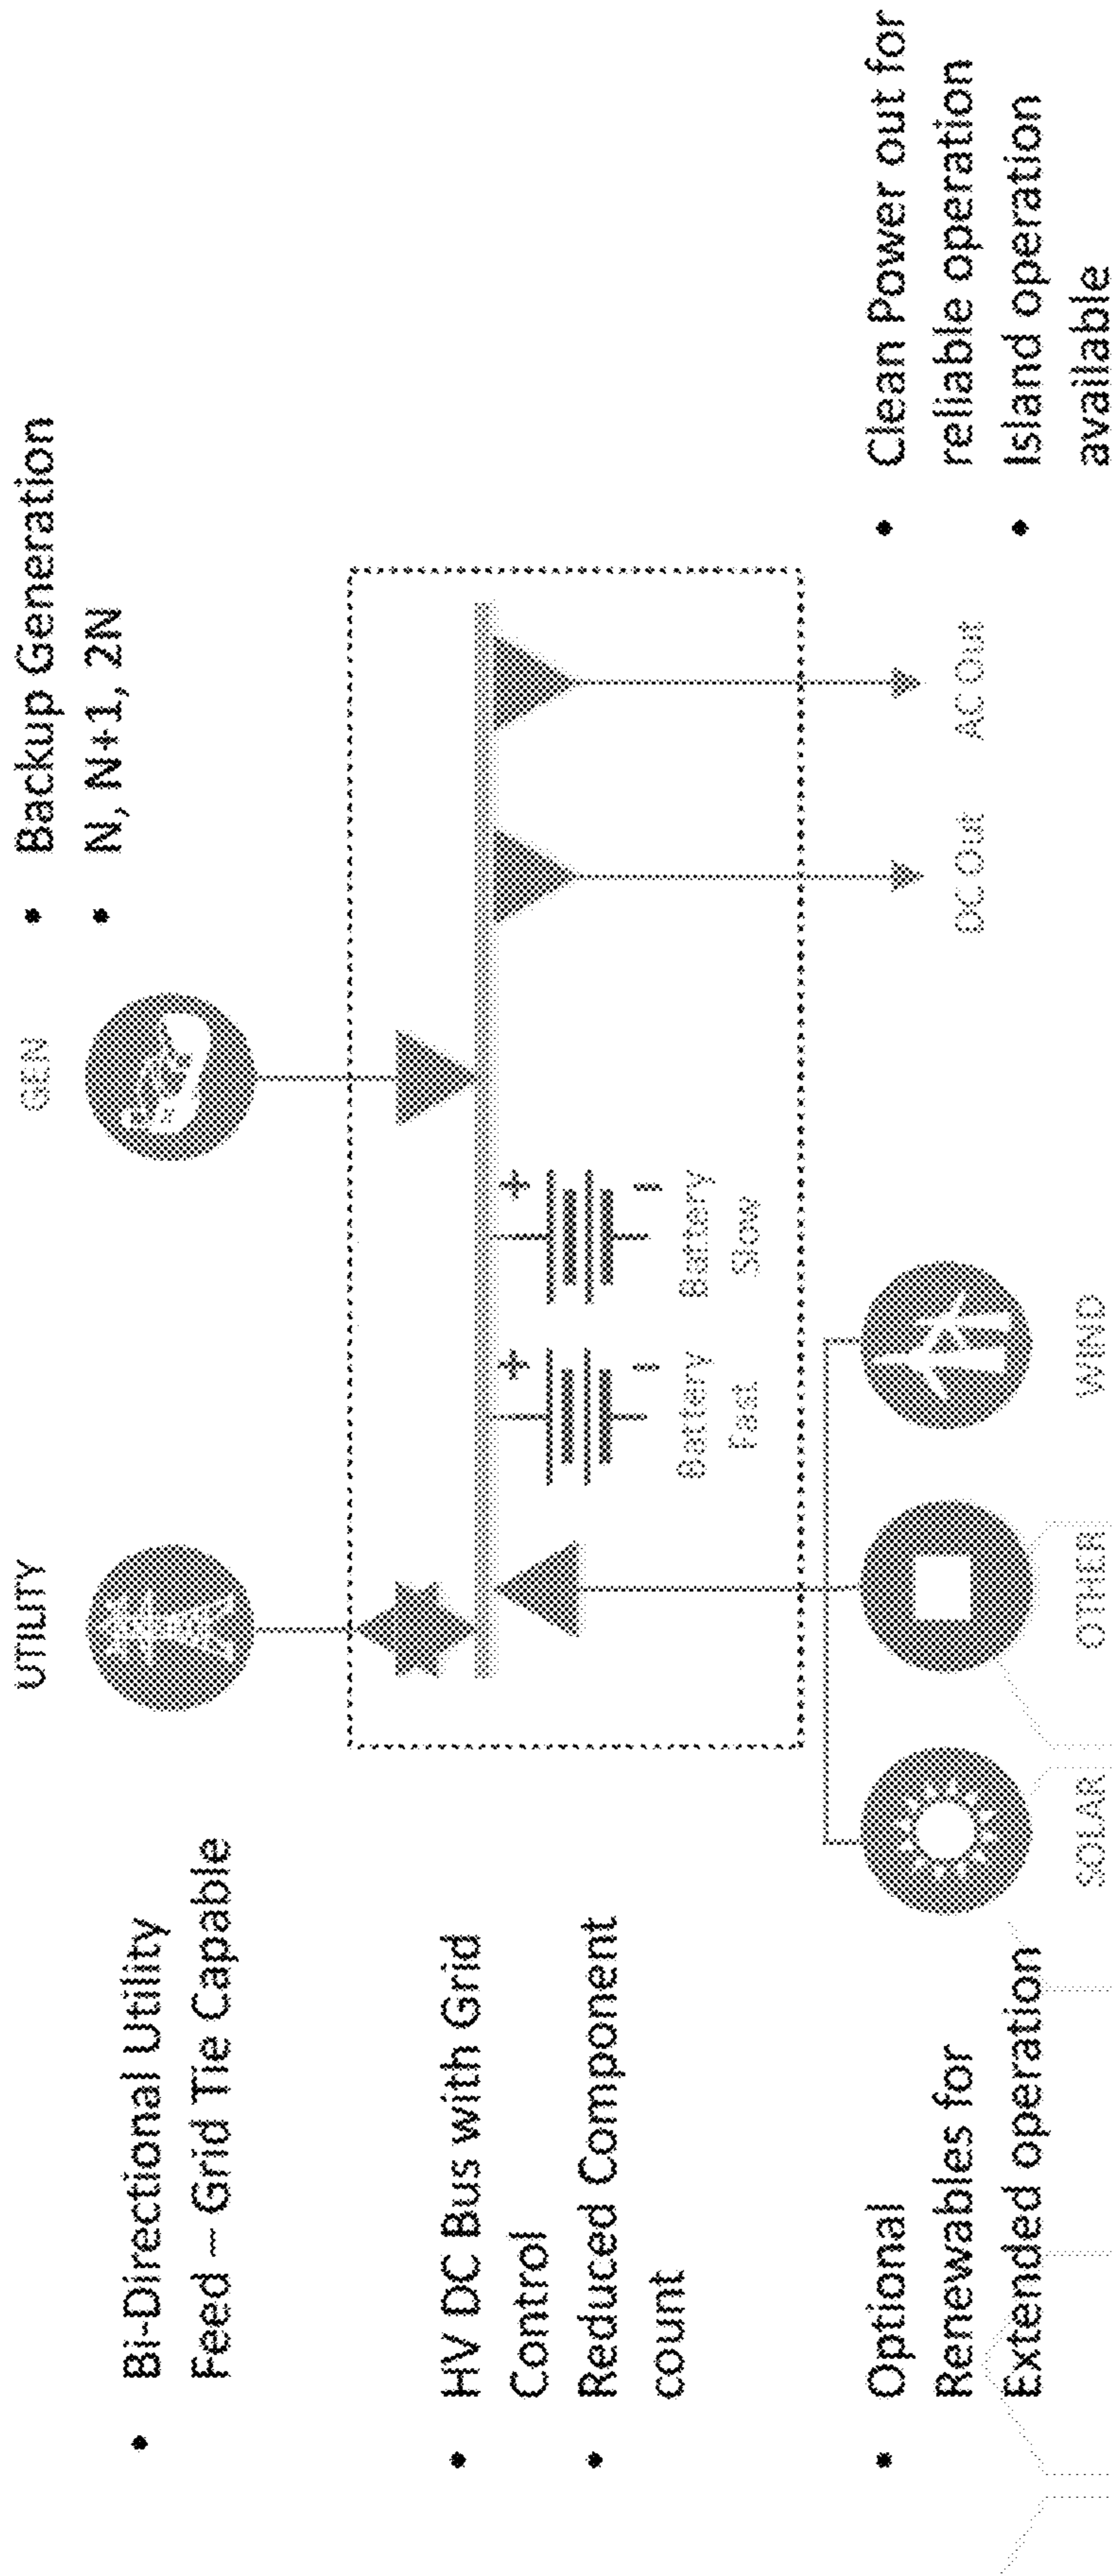 UTILITY
GEN
• Backup Generation
• N, N+1, 2N
• Bi-Directional Utility
Feed – Grid Tie Capable
• HV DC Bus with Grid
Control
• Reduced Component
count
+
-
Battery
Fast
+
-
Battery
Slow
DC Out
AC Out
• Optional
Renewables for
Extended operation
SOLAR
OTHER
WIND
• Clean Power out for
reliable operation
• Island operation
available